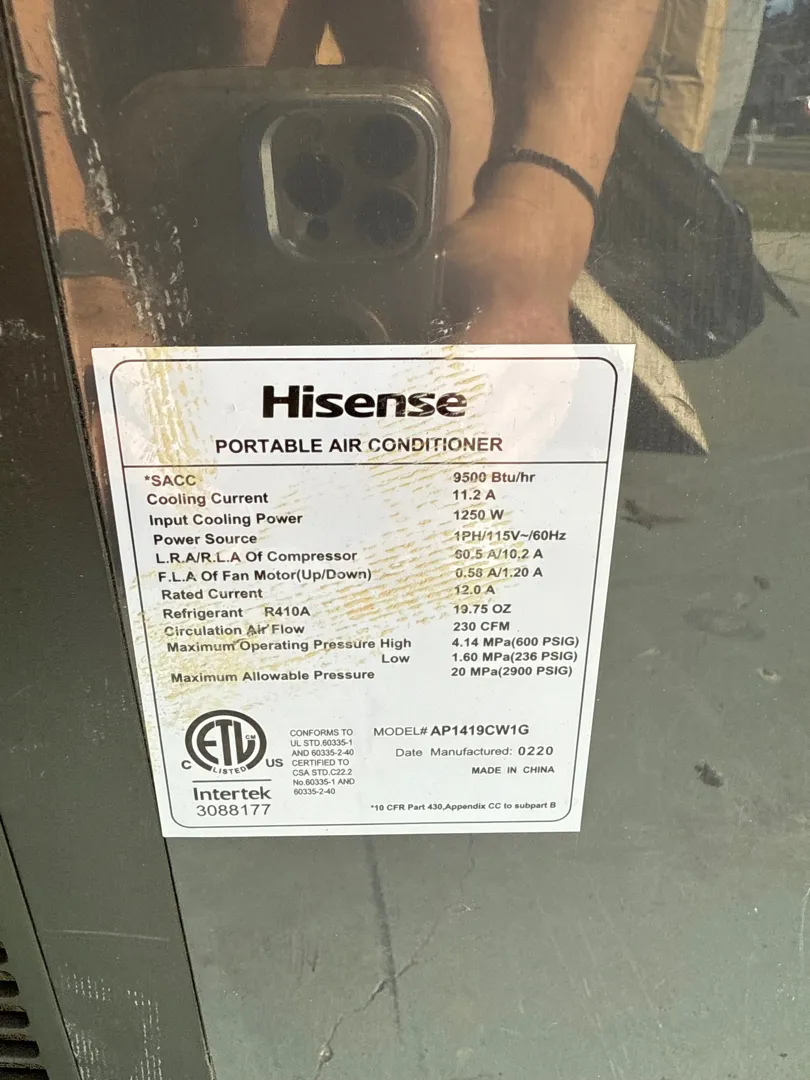 Hisense
PORTABLE AIR CONDITIONER
*SACC 9500 Btu/hr
Cooling Current 11.2 A
Input Cooling Power 1250 W
Power Source 1PH/115V~/60Hz
L.R.A/R.L.A Of Compressor 60.5 A/10.2 A
F.L.A Of Fan Motor(Up/Down) 0.58 A/1.20 A
Rated Current 12.0 A
Refrigerant R410A 19.75 OZ
Circulation Air Flow 230 CFM
Maximum Operating Pressure High 4.14 MPa(600 PSIG)
Low 1.60 MPa(236 PSIG)
Maximum Allowable Pressure 20 MPa(2900 PSIG)
ETL CM
LISTED
C US
Intertek
3088177
CONFORMS TO
UL STD.60335-1
AND 60335-2-40
CERTIFIED TO
CSA STD.C22.2
No.60335-1 AND
60335-2-40
MODEL# AP1419CW1G
Date Manufactured: 0220
MADE IN CHINA
*10 CFR Part 430,Appendix CC to subpart B